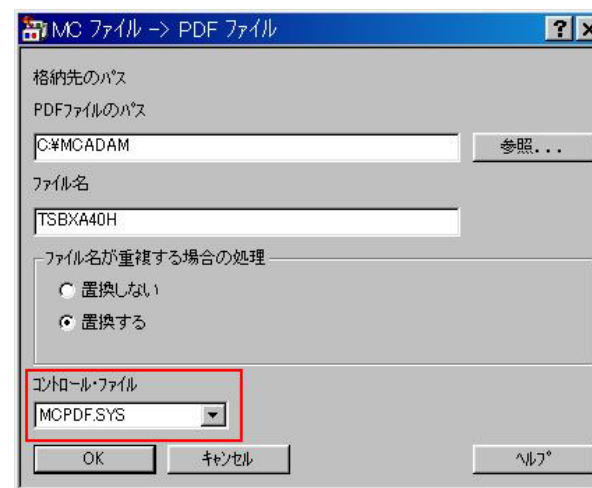 MC ファイル -> PDF ファイル
格納先のパス
PDFファイルのパス
C:¥MCADAM
参照...
ファイル名
TSBXA40H
ファイル名が重複する場合の処理
置換しない
置換する
コントロール・ファイル
MCPDF.SYS
OK
キャンセル
ヘルプ